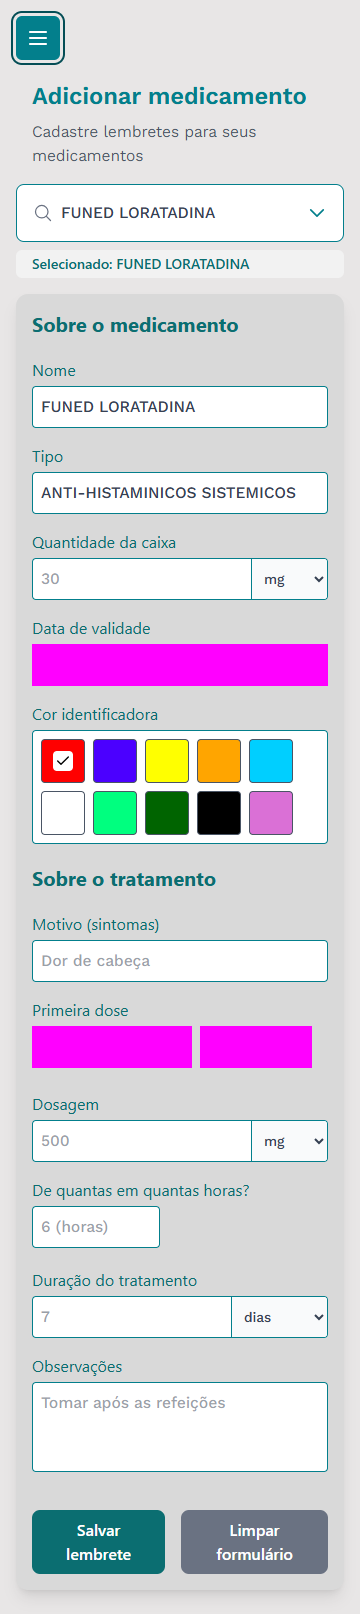 Adicionar medicamento
Cadastre lembretes para seus
medicamentos
FUNED LORATADINA
Selecionado: FUNED LORATADINA
Sobre o medicamento
Nome
FUNED LORATADINA
Tipo
ANTI-HISTAMINICOS SISTEMICOS
Quantidade da caixa
30 mg
Data de validade
Cor identificadora
Sobre o tratamento
Motivo (sintomas)
Dor de cabeça
Primeira dose
Dosagem
500 mg
De quantas em quantas horas?
6 (horas)
Duração do tratamento
7 dias
Observações
Tomar após as refeições
Salvar
lembrete
Limpar
formulário